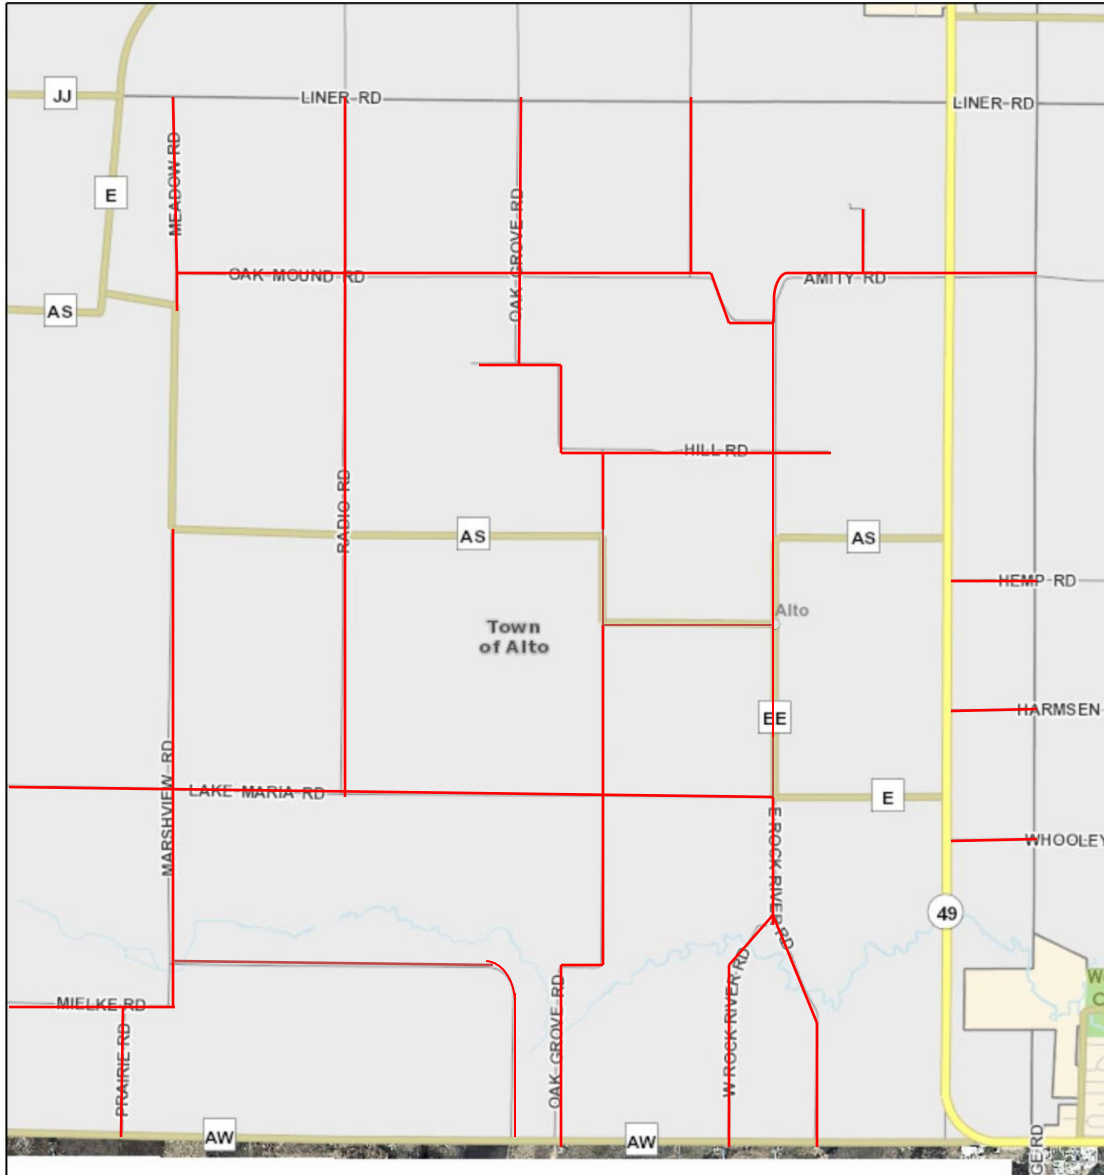 JJ
LINER RD
LINER RD
MEADOW RD
E
OAK GROVE RD
OAK MOUND RD
AMITY RD
AS
HILL RD
RADIO RD
AS
AS
HEMP RD
Alto
Town
of Alto
EE
HARMSEN
MARSHVIEW RD
LAKE MARIA RD
E
E ROCK RIVER RD
WHOOLEY
49
W ROCK RIVER RD
OAK GROVE RD
W
C
MIELKE RD
PRAIRIE RD
AW
AW
E RD